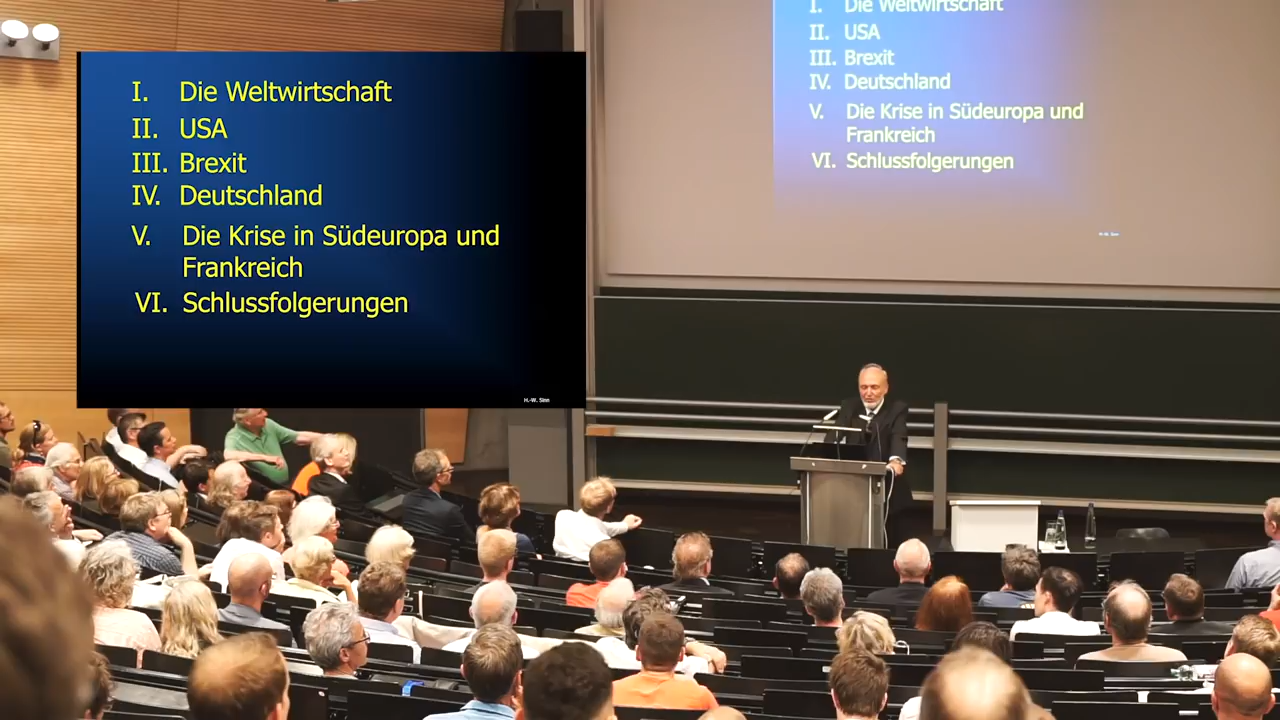 I. Die Weltwirtschaft
II. USA
III. Brexit
IV. Deutschland
V. Die Krise in Südeuropa und
Frankreich
VI. Schlussfolgerungen
H.-W. Sinn
I. Die Weltwirtschaft
II. USA
III. Brexit
IV. Deutschland
V. Die Krise in Südeuropa und
Frankreich
VI. Schlussfolgerungen
H.-W. Sinn